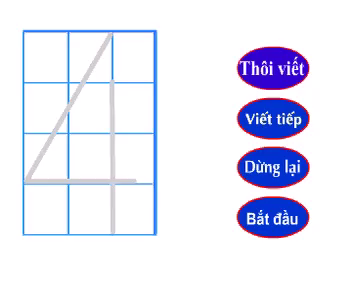 4
Thôi viết
Viết tiếp
Dừng lại
Bắt đầu